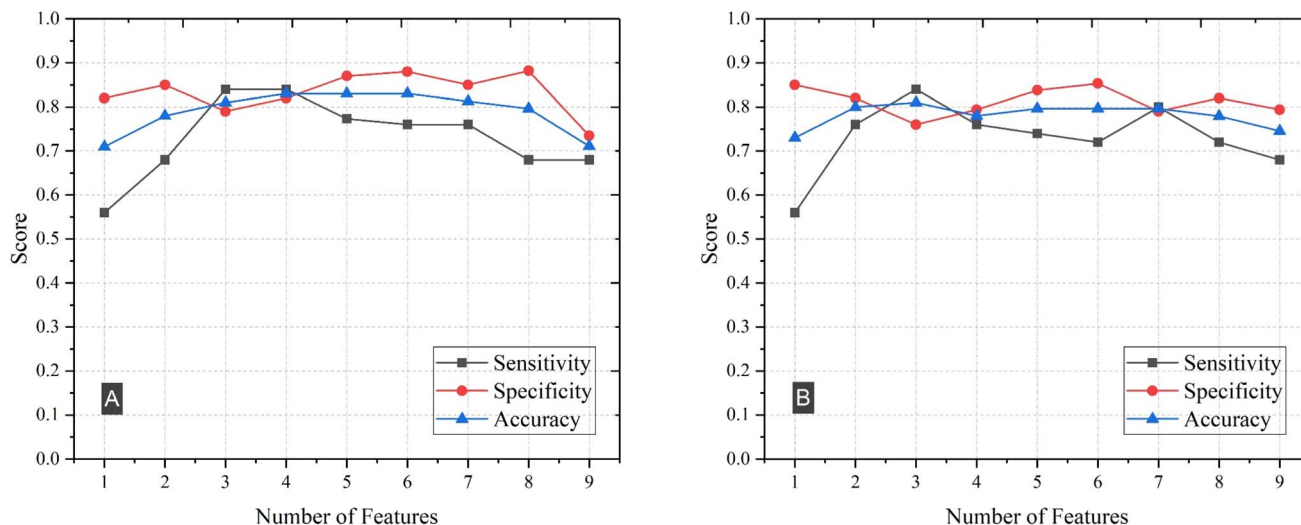 1.0
0.9
0.8
0.7
0.6
0.5
0.4
0.3
0.2
0.1
0.0
Score
A
Sensitivity
Specificity
Accuracy
1 2 3 4 5 6 7 8 9
Number of Features
1.0
0.9
0.8
0.7
0.6
0.5
0.4
0.3
0.2
0.1
0.0
Score
B
Sensitivity
Specificity
Accuracy
1 2 3 4 5 6 7 8 9
Number of Features